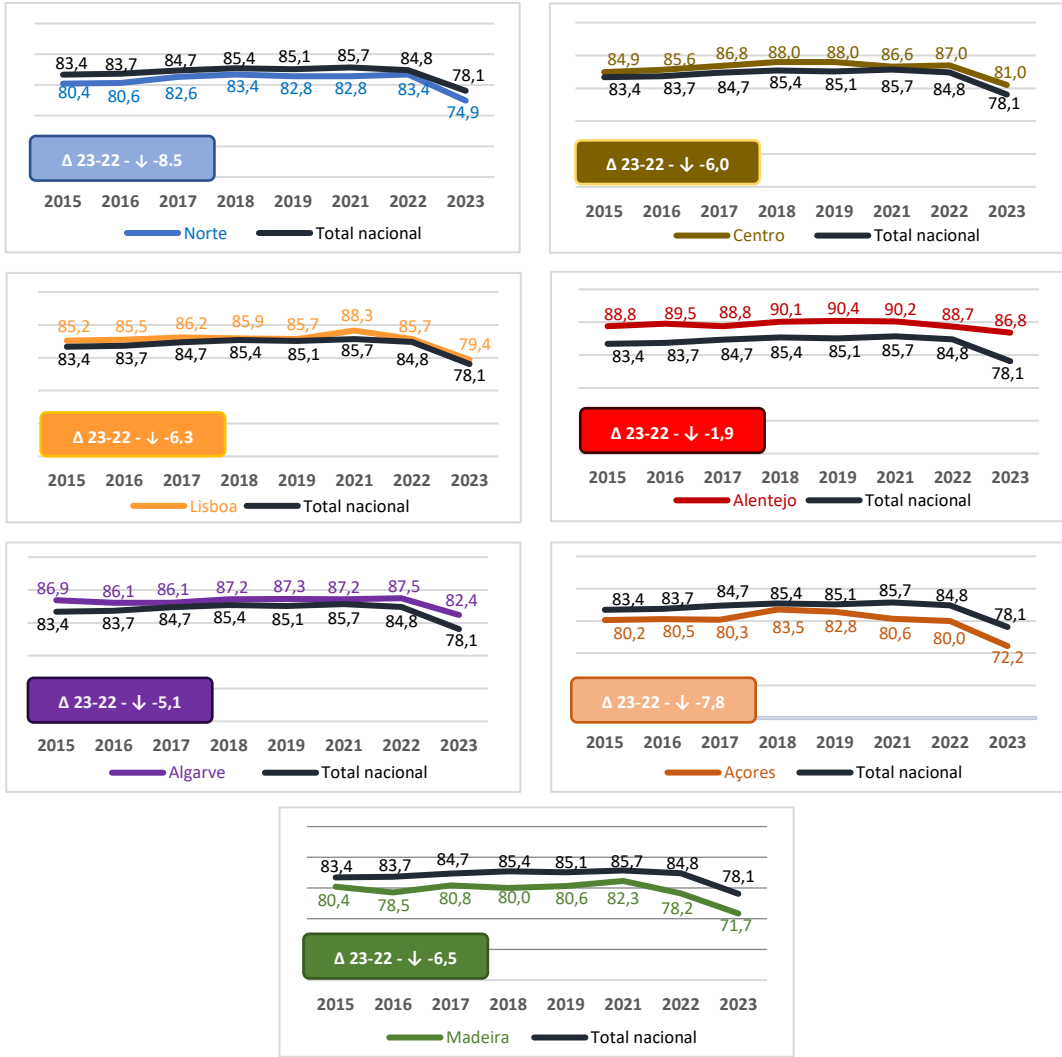 83,4 83,7 84,7 85,4 85,1 85,7 84,8 78,1
80,4 80,6 82,6 83,4 82,8 82,8 83,4 74,9
Δ 23-22 - ↓ -8.5
2015 2016 2017 2018 2019 2021 2022 2023
Norte Total nacional
84,9 85,6 86,8 88,0 88,0 86,6 87,0 81,0
83,4 83,7 84,7 85,4 85,1 85,7 84,8 78,1
Δ 23-22 - ↓ -6,0
2015 2016 2017 2018 2019 2021 2022 2023
Centro Total nacional
85,2 85,5 86,2 85,9 85,7 88,3 85,7 79,4
83,4 83,7 84,7 85,4 85,1 85,7 84,8 78,1
Δ 23-22 - ↓ -6,3
2015 2016 2017 2018 2019 2021 2022 2023
Lisboa Total nacional
88,8 89,5 88,8 90,1 90,4 90,2 88,7 86,8
83,4 83,7 84,7 85,4 85,1 85,7 84,8 78,1
Δ 23-22 - ↓ -1,9
2015 2016 2017 2018 2019 2021 2022 2023
Alentejo Total nacional
86,9 86,1 86,1 87,2 87,3 87,2 87,5 82,4
83,4 83,7 84,7 85,4 85,1 85,7 84,8 78,1
Δ 23-22 - ↓ -5,1
2015 2016 2017 2018 2019 2021 2022 2023
Algarve Total nacional
83,4 83,7 84,7 85,4 85,1 85,7 84,8 78,1
80,2 80,5 80,3 83,5 82,8 80,6 80,0 72,2
Δ 23-22 - ↓ -7,8
2015 2016 2017 2018 2019 2021 2022 2023
Açores Total nacional
83,4 83,7 84,7 85,4 85,1 85,7 84,8 78,1
80,4 78,5 80,8 80,0 80,6 82,3 78,2 71,7
Δ 23-22 - ↓ -6,5
2015 2016 2017 2018 2019 2021 2022 2023
Madeira Total nacional